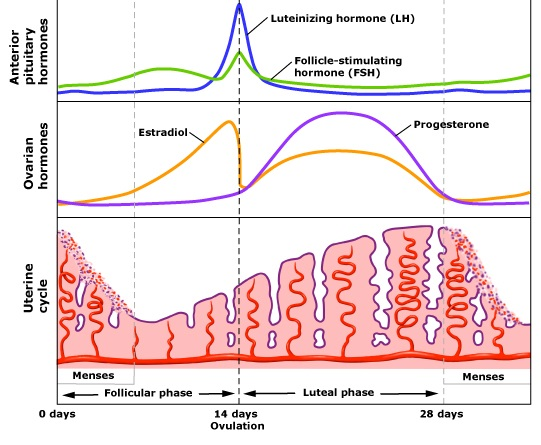 Anterior
pituitary
hormones
Luteinizing hormone (LH)
Follicle-stimulating
hormone (FSH)
Ovarian
hormones
Estradiol
Progesterone
Uterine
cycle
Menses
Menses
Follicular phase
Luteal phase
0 days
14 days
28 days
Ovulation